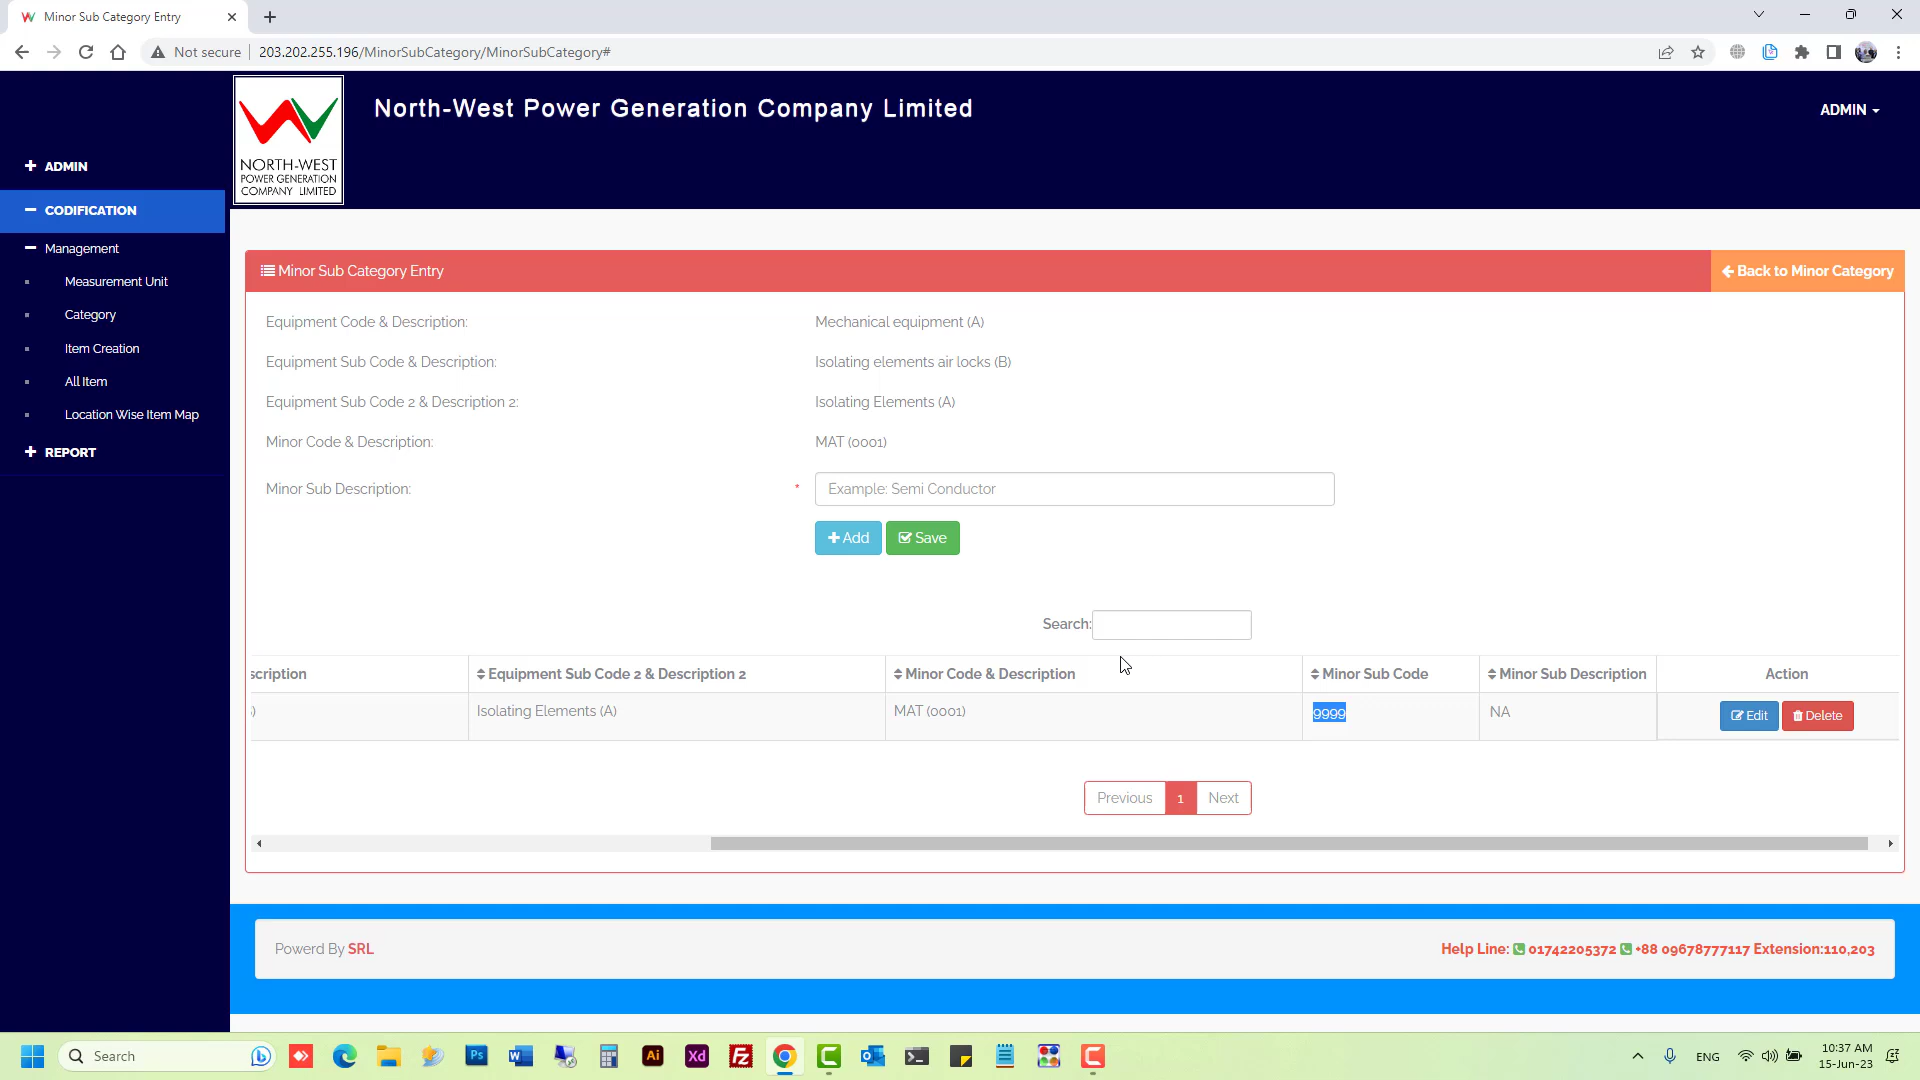 Minor Sub Category Entry
Not secure
203.202.255.196/MinorSubCategory/MinorSubCategory#
NORTH-WEST
POWER GENERATION
COMPANY LIMITED
North-West Power Generation Company Limited
ADMIN
ADMIN
CODIFICATION
Management
Measurement Unit
Category
Item Creation
All Item
Location Wise Item Map
REPORT
Minor Sub Category Entry
Back to Minor Category
Equipment Code & Description: Mechanical equipment (A)
Equipment Sub Code & Description: Isolating elements air locks (B)
Equipment Sub Code 2 & Description 2: Isolating Elements (A)
Minor Code & Description: MAT (0001)
Minor Sub Description: * Example: Semi Conductor
Add Save
Search:
scription Equipment Sub Code 2 & Description 2 Minor Code & Description Minor Sub Code Minor Sub Description Action
) Isolating Elements (A) MAT (0001) 9999 NA Edit Delete
Previous 1 Next
Powerd By SRL
Help Line: 01742205372 +88 09678777117 Extension:110,203
Search
Ps
W
Ai
Xd
Fz
ENG
10:37 AM
15-Jun-23